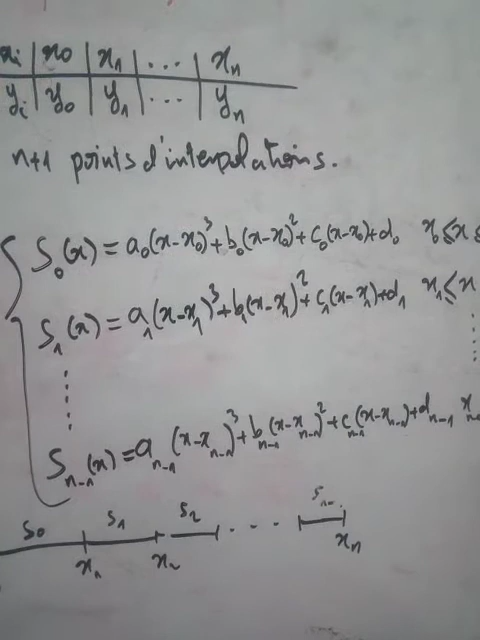 xi | x0 | x1 | ... | xn
yi | y0 | y1 | ... | yn
n+1 points d'interpolations.
S0(x) = a0(x-x0)^3+b0(x-x0)^2+c0(x-x0)+d0 x0≤x≤
S1(x) = a1(x-x1)^3+b1(x-x1)^2+c1(x-x1)+d1 x1≤x
Sn-1(x)=an-1(x-xn-1)^3+bn-1(x-xn-1)^2+cn-1(x-xn-1)+dn-1 xn-
S0 S1 S2 ....
x1 x2 xn